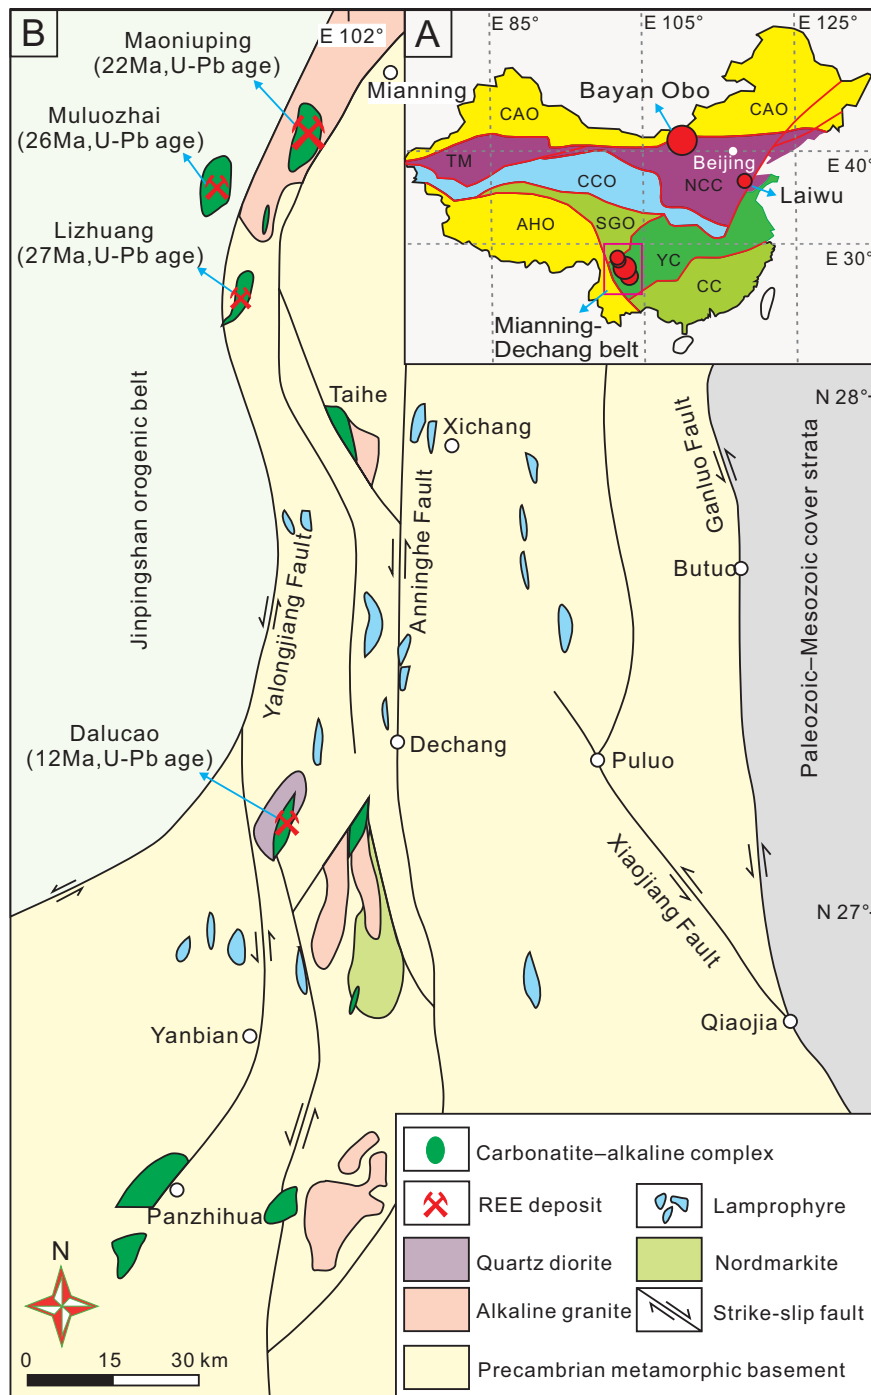 B
E 102°
Maoniuping
(22Ma,U-Pb age)
Mianning
Muluozhai
(26Ma,U-Pb age)
Lizhuang
(27Ma,U-Pb age)
A
E 85°
E 105°
E 125°
Bayan Obo
CAO
CAO
TM
Beijing
E 40°
CCO
NCC
Laiwu
AHO
SGO
YC
E 30°
CC
Mianning-
Dechang belt
Jinpingshan orogenic belt
Taihe
Xichang
N 28°
Ganluo Fault
Paleozoic–Mesozoic cover strata
Anninghe Fault
Yalongjiang Fault
Butuo
Dalucao
(12Ma,U-Pb age)
Dechang
Puluo
Xiaojiang Fault
N 27°
Yanbian
Qiaojia
Panzhihua
N
0 15 30 km
Carbonatite–alkaline complex
REE deposit
Lamprophyre
Quartz diorite
Nordmarkite
Alkaline granite
Strike-slip fault
Precambrian metamorphic basement